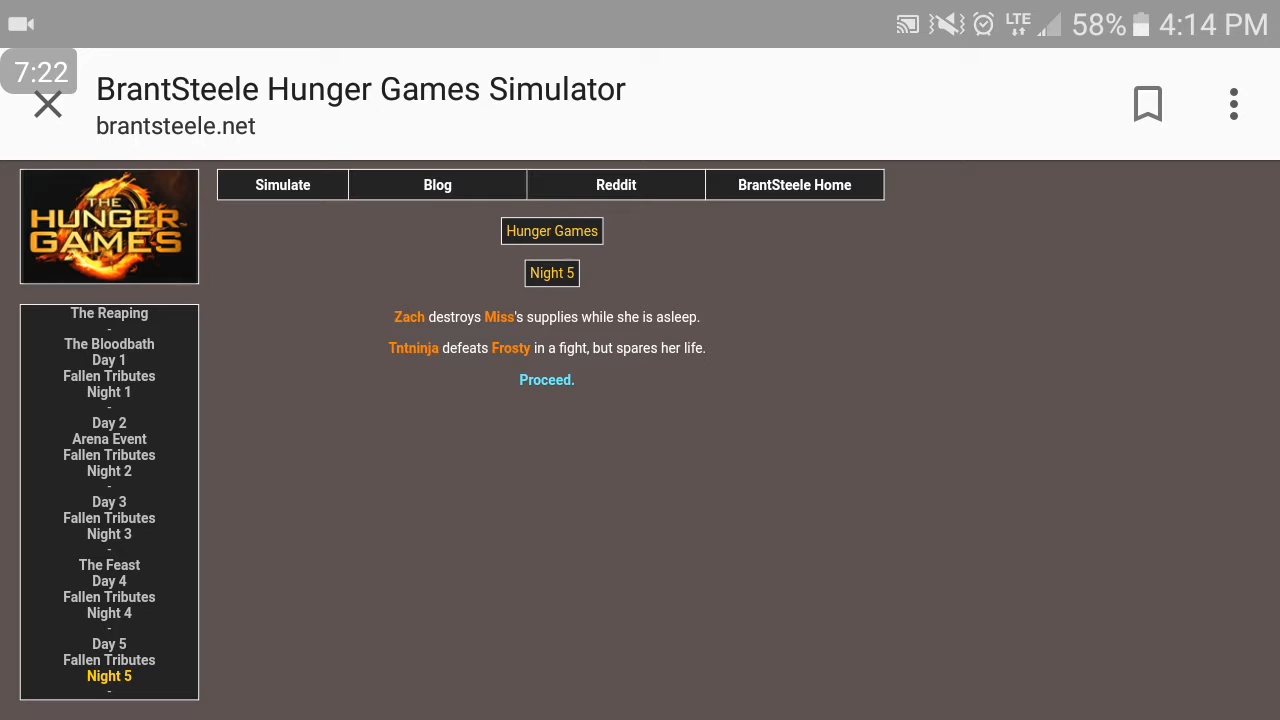 LTE 58% 4:14 PM
7:22
BrantSteele Hunger Games Simulator
brantsteele.net
THE
HUNGER
GAMES
Simulate Blog Reddit BrantSteele Home
Hunger Games
Night 5
Zach destroys Miss's supplies while she is asleep.
Tntninja defeats Frosty in a fight, but spares her life.
Proceed.
The Reaping
-
The Bloodbath
Day 1
Fallen Tributes
Night 1
-
Day 2
Arena Event
Fallen Tributes
Night 2
-
Day 3
Fallen Tributes
Night 3
-
The Feast
Day 4
Fallen Tributes
Night 4
-
Day 5
Fallen Tributes
Night 5
-